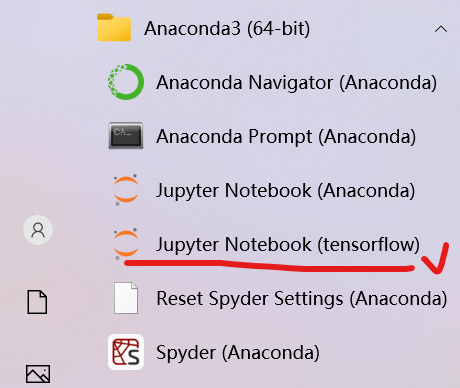 Anaconda3 (64-bit)
Anaconda Navigator (Anaconda)
Anaconda Prompt (Anaconda)
Jupyter Notebook (Anaconda)
Jupyter Notebook (tensorflow)
Reset Spyder Settings (Anaconda)
Spyder (Anaconda)